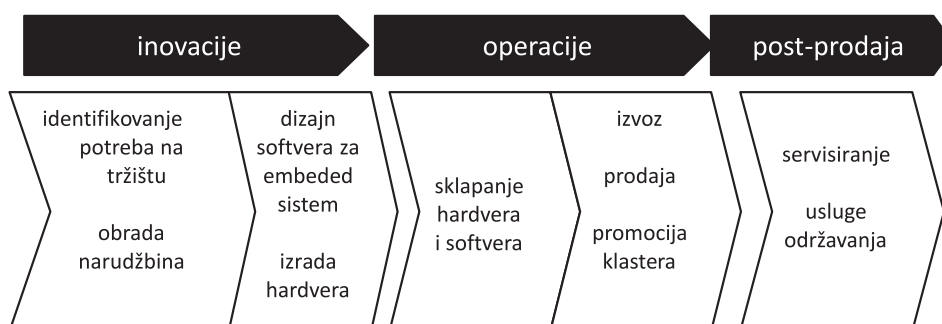 inovacije
operacije
post-prodaja
identifikovanje
potreba na
tržištu
obrada
narudžbina
dizajn
softvera za
embeded
sistem
izrada
hardvera
sklapanje
hardvera
i softvera
izvoz
prodaja
promocija
klastera
servisiranje
usluge
održavanja